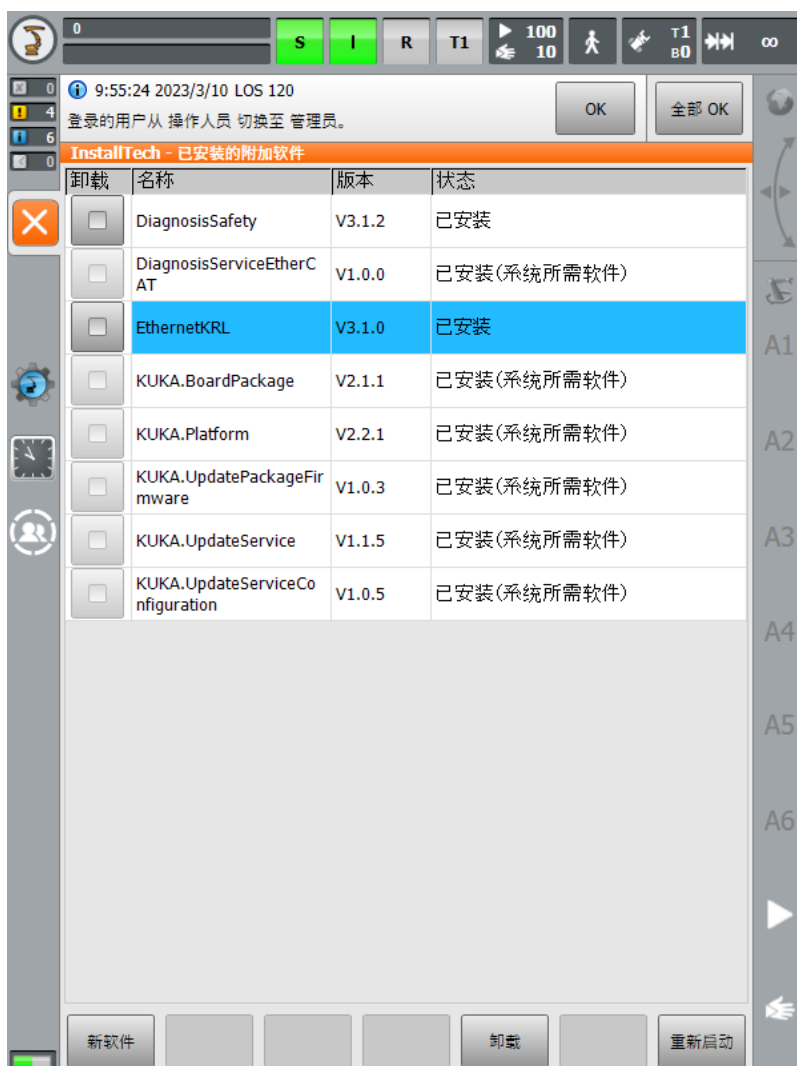 0
S I R T1 100 10 T1 B0 ∞
0
4
6
0
9:55:24 2023/3/10 LOS 120
登录的用户从 操作人员 切换至 管理员。
OK
全部 OK
InstallTech - 已安装的附加软件
卸载 名称 版本 状态
DiagnosisSafety V3.1.2 已安装
DiagnosisServiceEtherC
AT V1.0.0 已安装(系统所需软件)
EthernetKRL V3.1.0 已安装
KUKA.BoardPackage V2.1.1 已安装(系统所需软件)
KUKA.Platform V2.2.1 已安装(系统所需软件)
KUKA.UpdatePackageFir
mware V1.0.3 已安装(系统所需软件)
KUKA.UpdateService V1.1.5 已安装(系统所需软件)
KUKA.UpdateServiceCo
nfiguration V1.0.5 已安装(系统所需软件)
A1
A2
A3
A4
A5
A6
新软件 卸载 重新启动